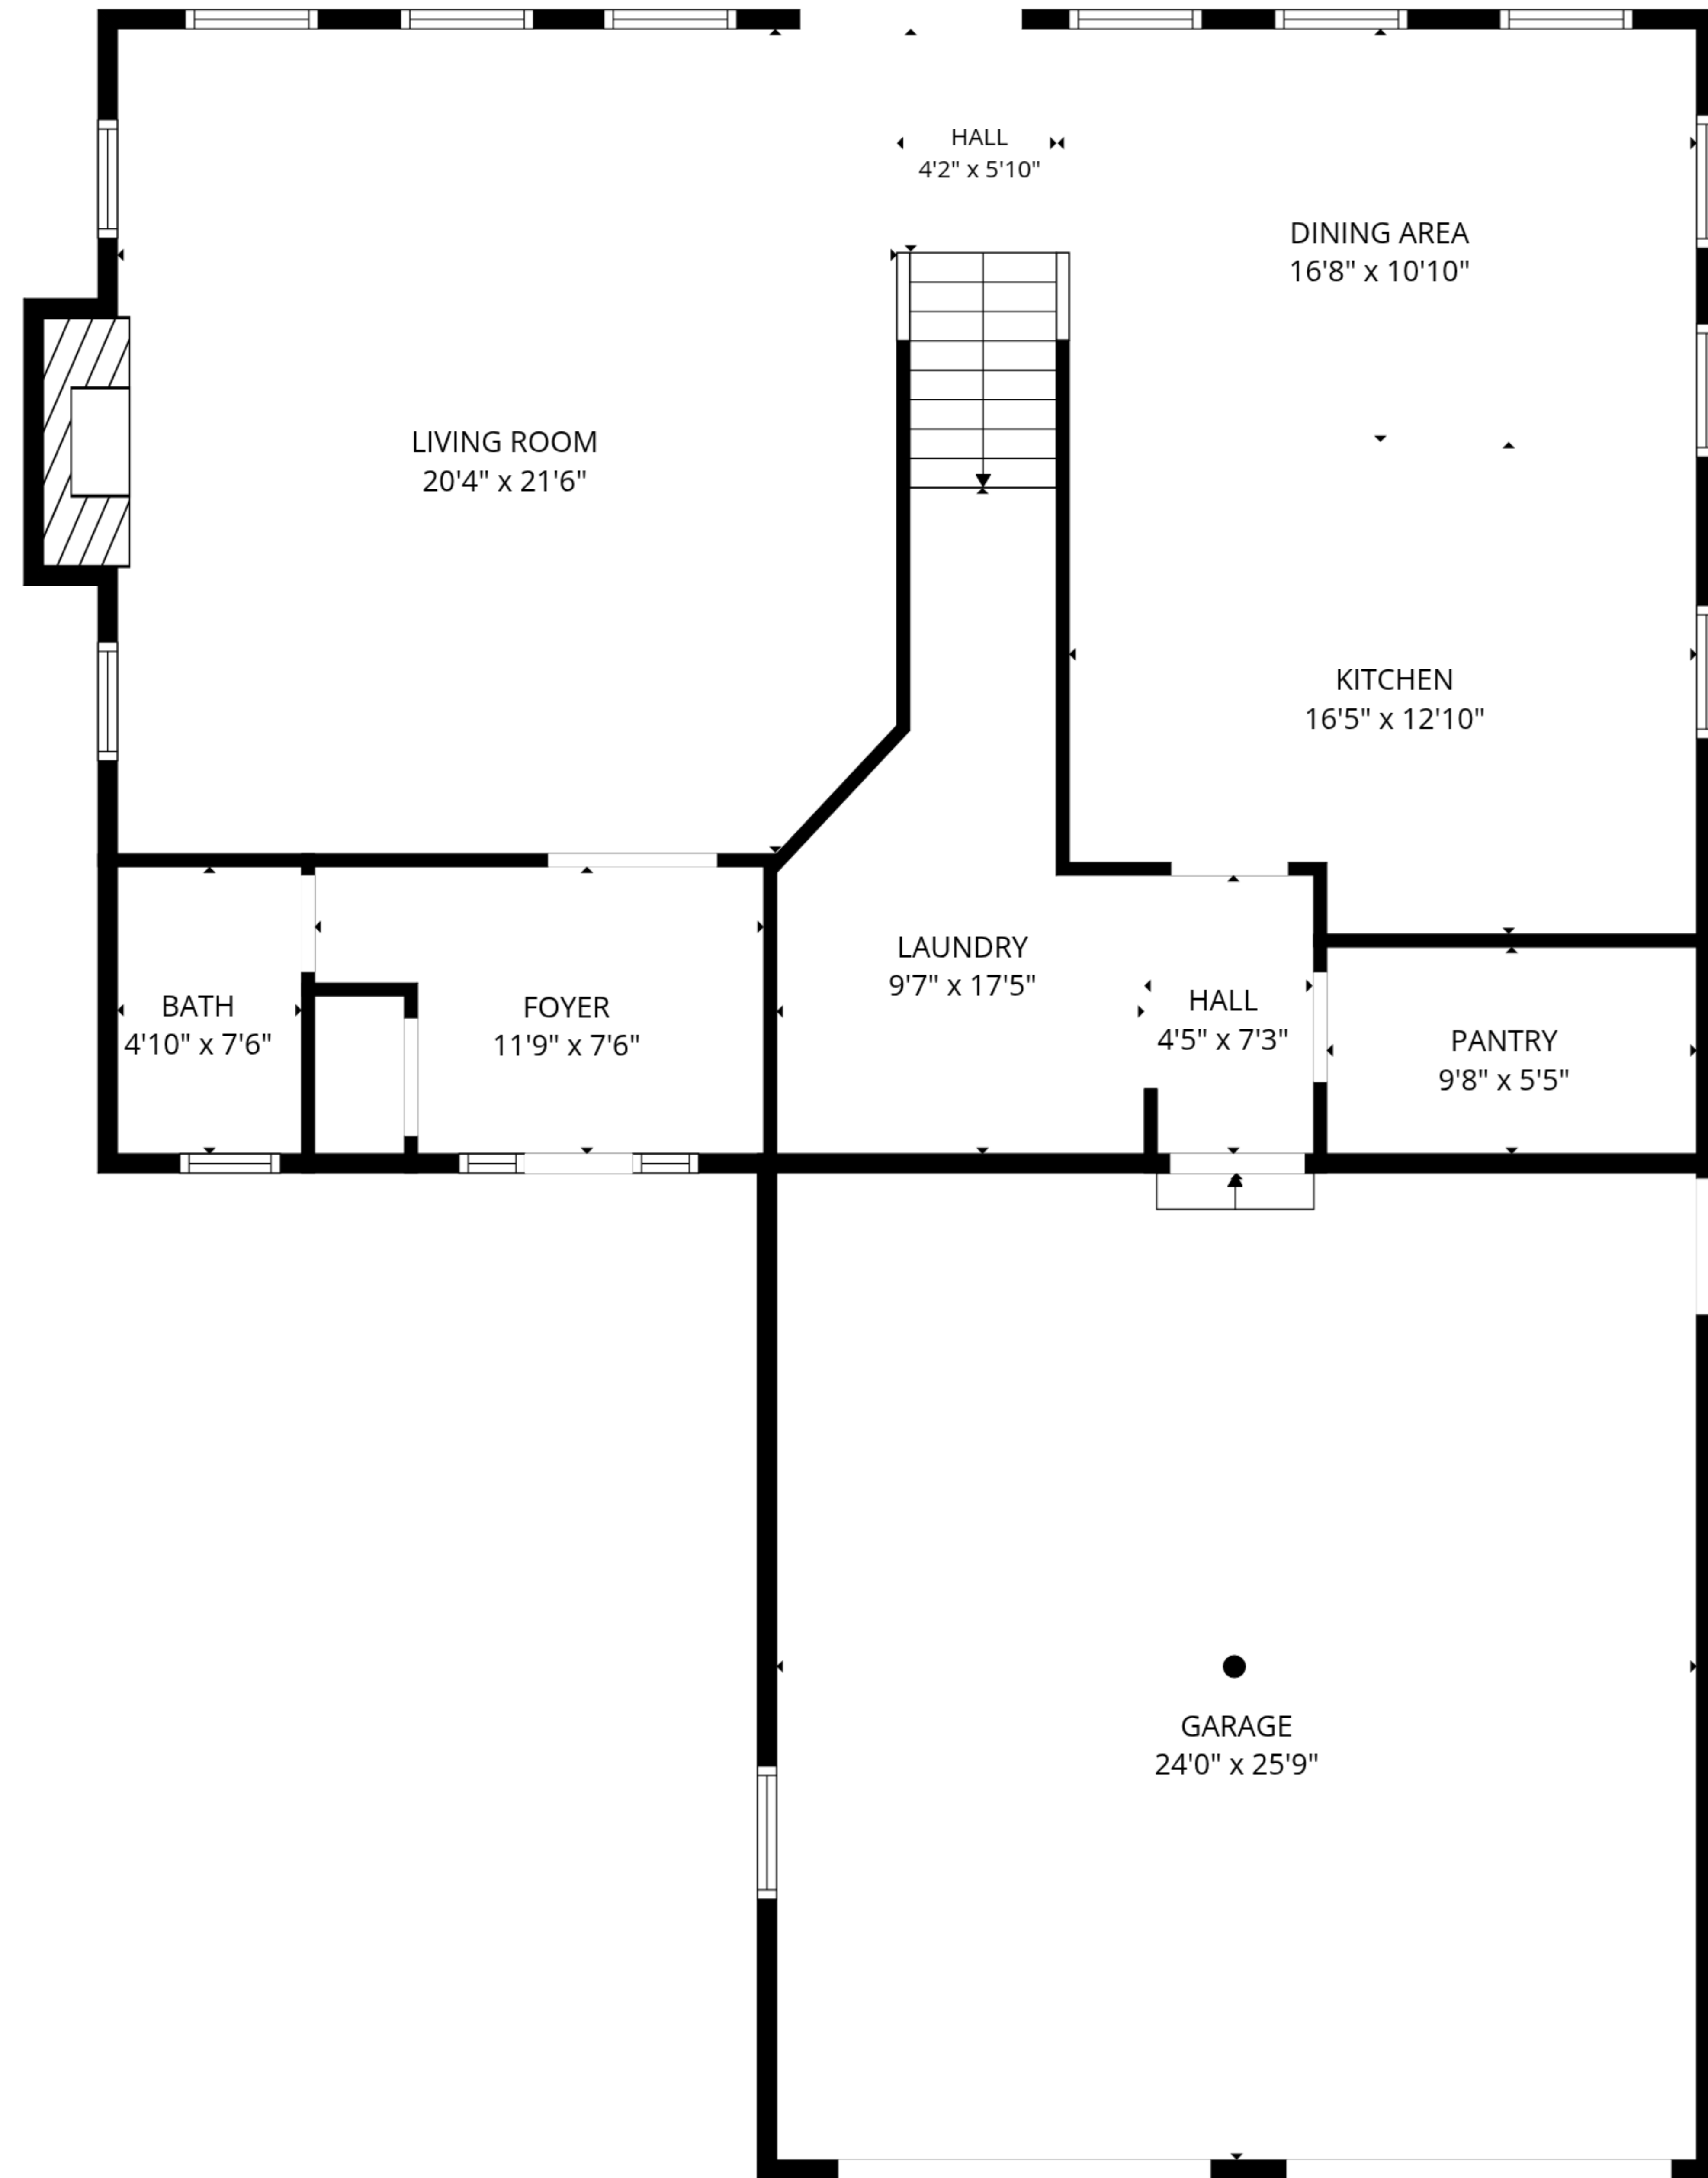 HALL
4'2" x 5'10"
DINING AREA
16'8" x 10'10"
LIVING ROOM
20'4" x 21'6"
KITCHEN
16'5" x 12'10"
LAUNDRY
9'7" x 17'5"
HALL
4'5" x 7'3"
BATH
4'10" x 7'6"
FOYER
11'9" x 7'6"
PANTRY
9'8" x 5'5"
GARAGE
24'0" x 25'9"